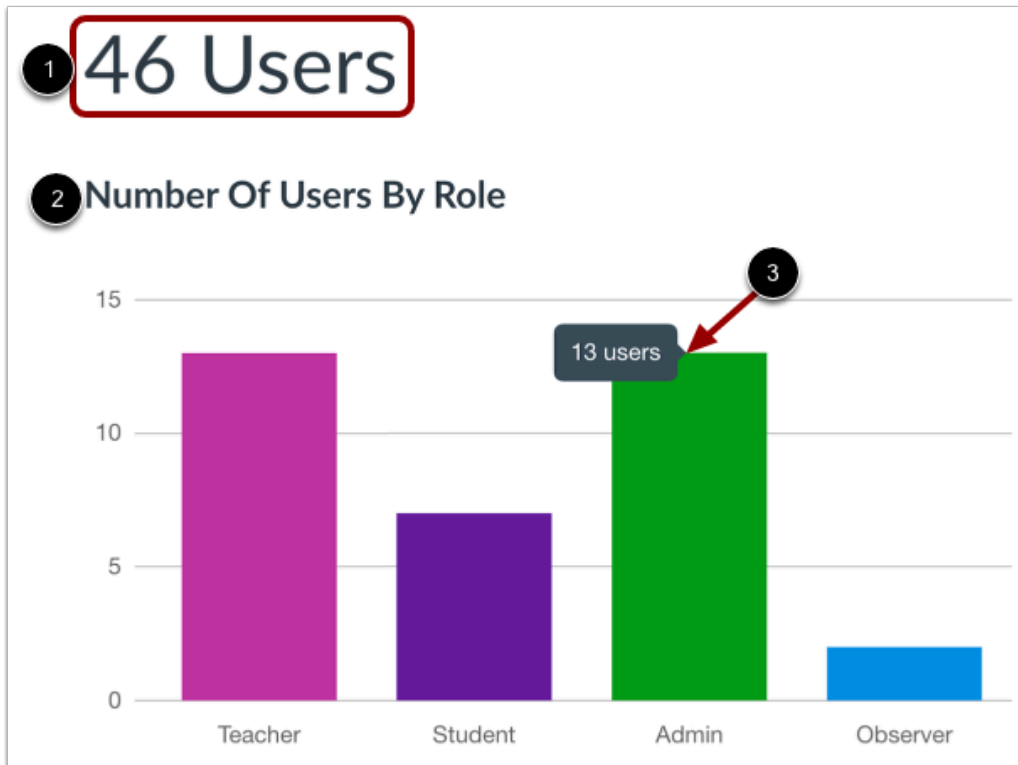 1 46 Users
2 Number Of Users By Role
3
15
13 users
10
5
0
Teacher Student Admin Observer